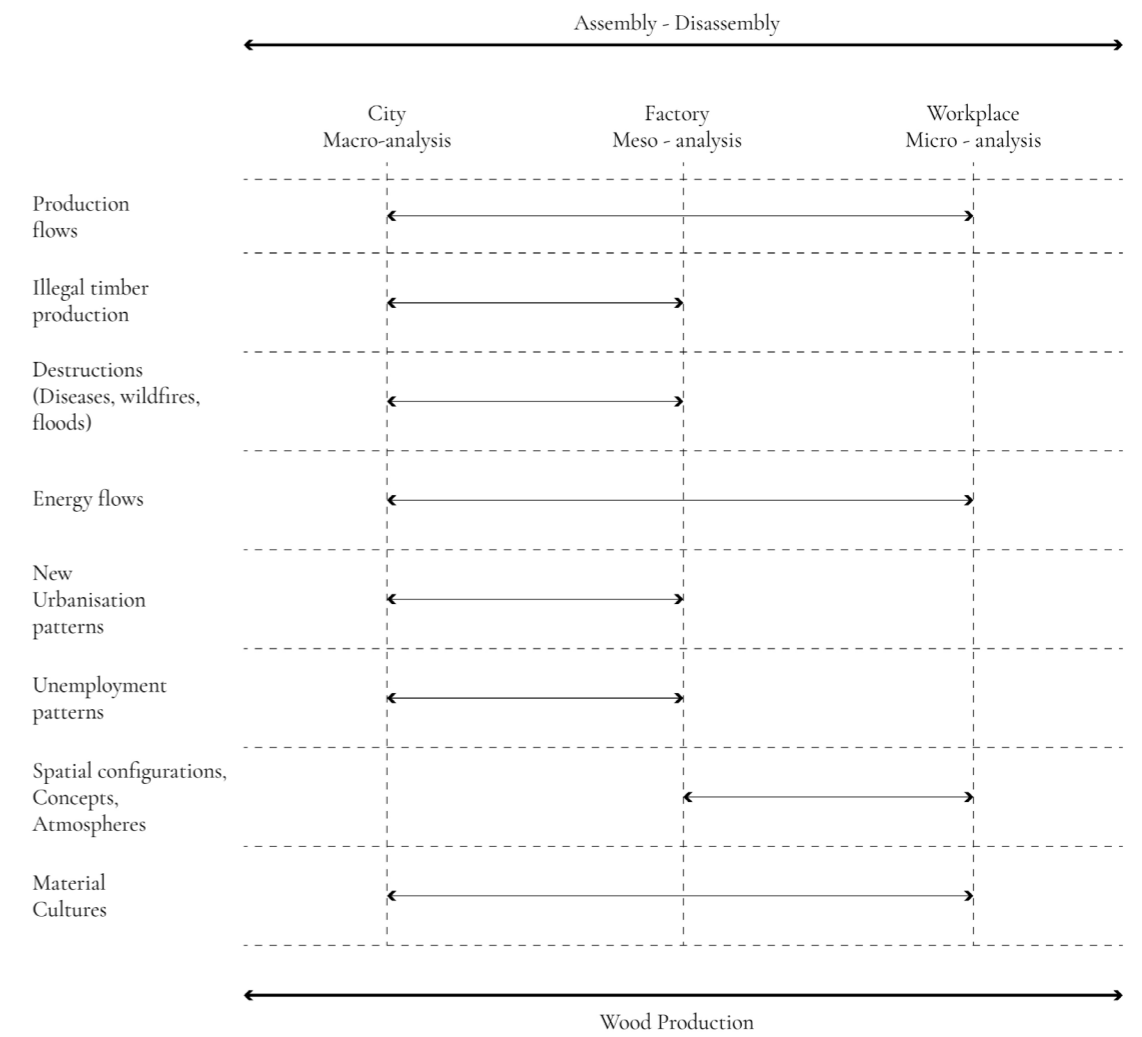 Assembly - Disassembly
City
Macro-analysis
Factory
Meso - analysis
Workplace
Micro - analysis
Production
flows
Illegal timber
production
Destructions
(Diseases, wildfires,
floods)
Energy flows
New
Urbanisation
patterns
Unemployment
patterns
Spatial configurations,
Concepts,
Atmospheres
Material
Cultures
Wood Production